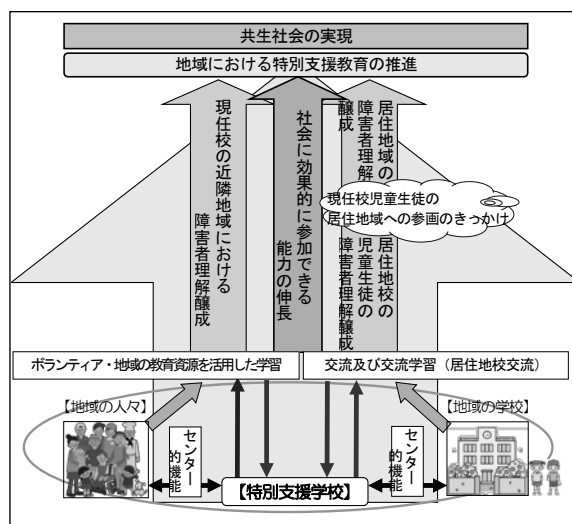 共生社会の実現
地域における特別支援教育の推進
現任校の近隣地域における
障害者理解醸成
社会に効果的に参加できる
能力の伸長
居住地域の
障害者理解
醸成
居住地校の
児童生徒の
障害者理解醸成
現任校児童生徒の
居住地域への参画のきっかけ
ボランティア・地域の教育資源を活用した学習
交流及び交流学習（居住地校交流）
【地域の人々】
【地域の学校】
センター
的機能
センター
的機能
【特別支援学校】